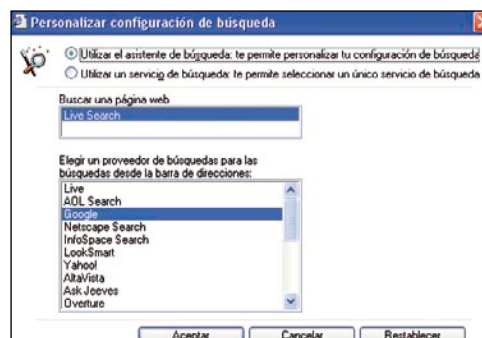 Personalizar configuración de búsqueda
Utilizar el asistente de búsqueda: te permite personalizar tu configuración de búsqueda
Utilizar un servicio de búsqueda: te permite seleccionar un único servicio de búsqueda
Buscar una página web
Live Search
Elegir un proveedor de búsquedas para las
búsquedas desde la barra de direcciones:
Live
AOL Search
Google
Netscape Search
InfoSpace Search
LookSmart
Yahoo!
AltaVista
Ask Jeeves
Overture
Aceptar Cancelar Restablecer